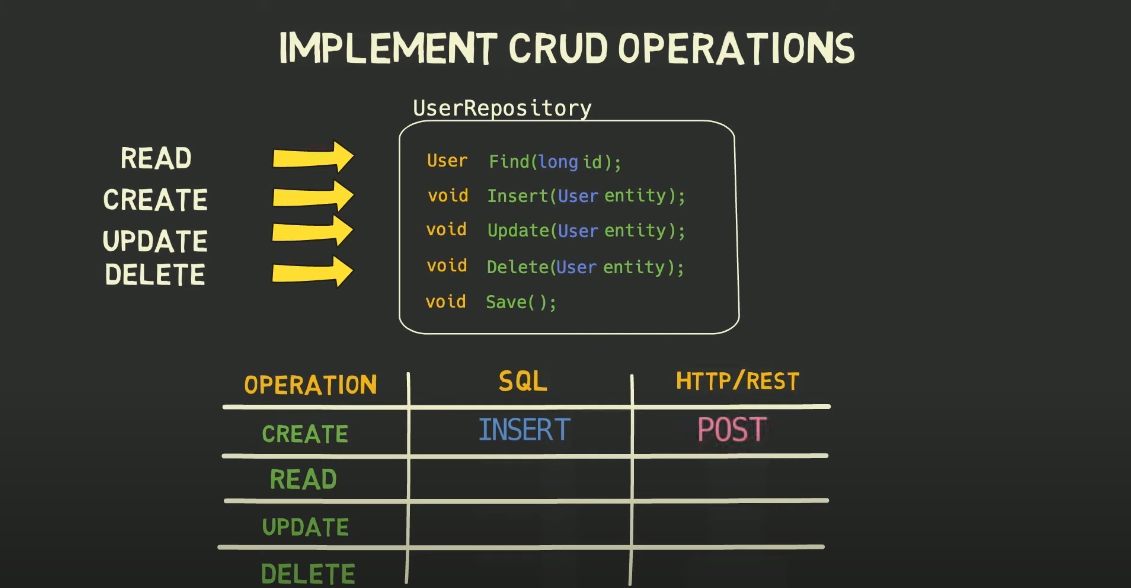 IMPLEMENT CRUD OPERATIONS
UserRepository
READ
CREATE
UPDATE
DELETE
User Find(long id);
void Insert(User entity);
void Update(User entity);
void Delete(User entity);
void Save();
OPERATION SQL HTTP/REST
CREATE INSERT POST
READ
UPDATE
DELETE